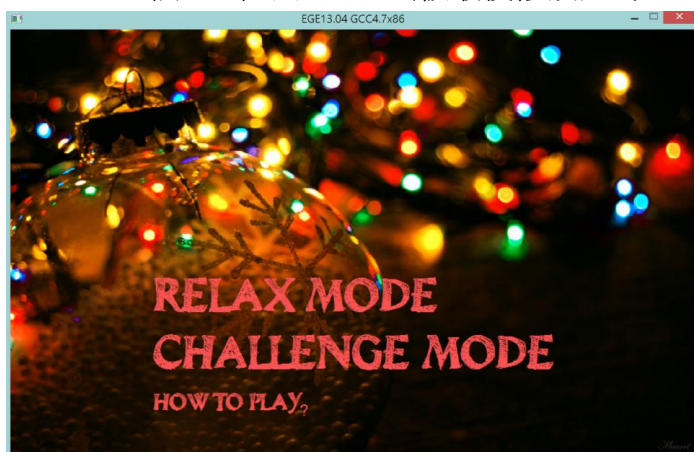 EGE13.04 GCC4.7x86
RELAX MODE
CHALLENGE MODE
HOW TO PLAY?